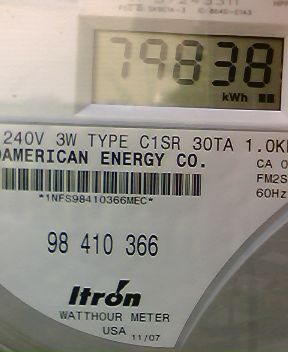 79838
kWh
240V 3W TYPE C1SR 30TA 1.0K
AMERICAN ENERGY CO.
CA 0
*1NFS98410366MEC*
FM2S
60Hz
98 410 366
Itron
WATTHOUR METER
USA 11/07